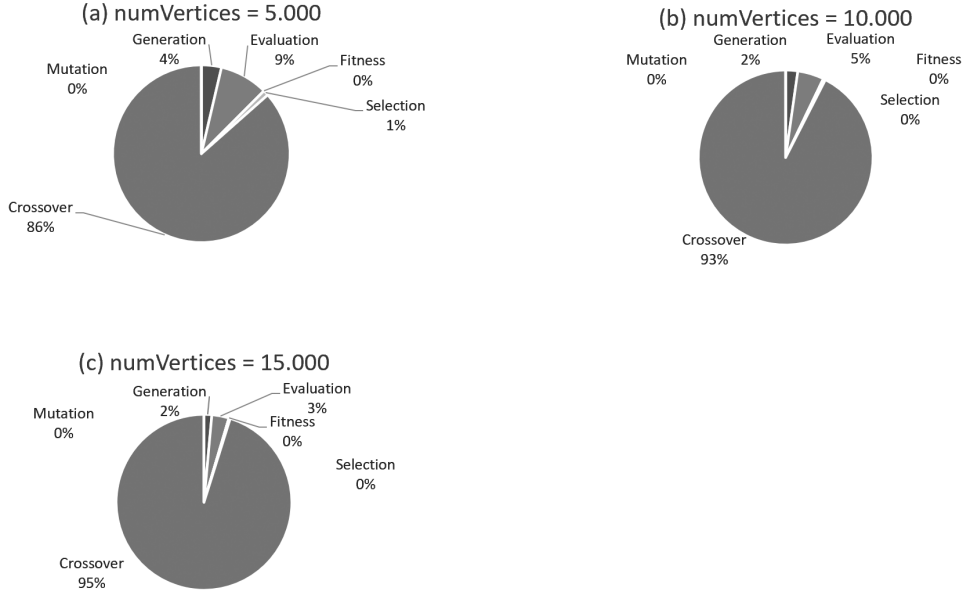 (a) numVertices = 5.000
Generation
4%
Evaluation
9%
Fitness
0%
Mutation
0%
Selection
1%
Crossover
86%
(b) numVertices = 10.000
Generation
2%
Evaluation
5%
Mutation
0%
Fitness
0%
Selection
0%
Crossover
93%
(c) numVertices = 15.000
Generation
2%
Evaluation
3%
Mutation
0%
Fitness
0%
Selection
0%
Crossover
95%